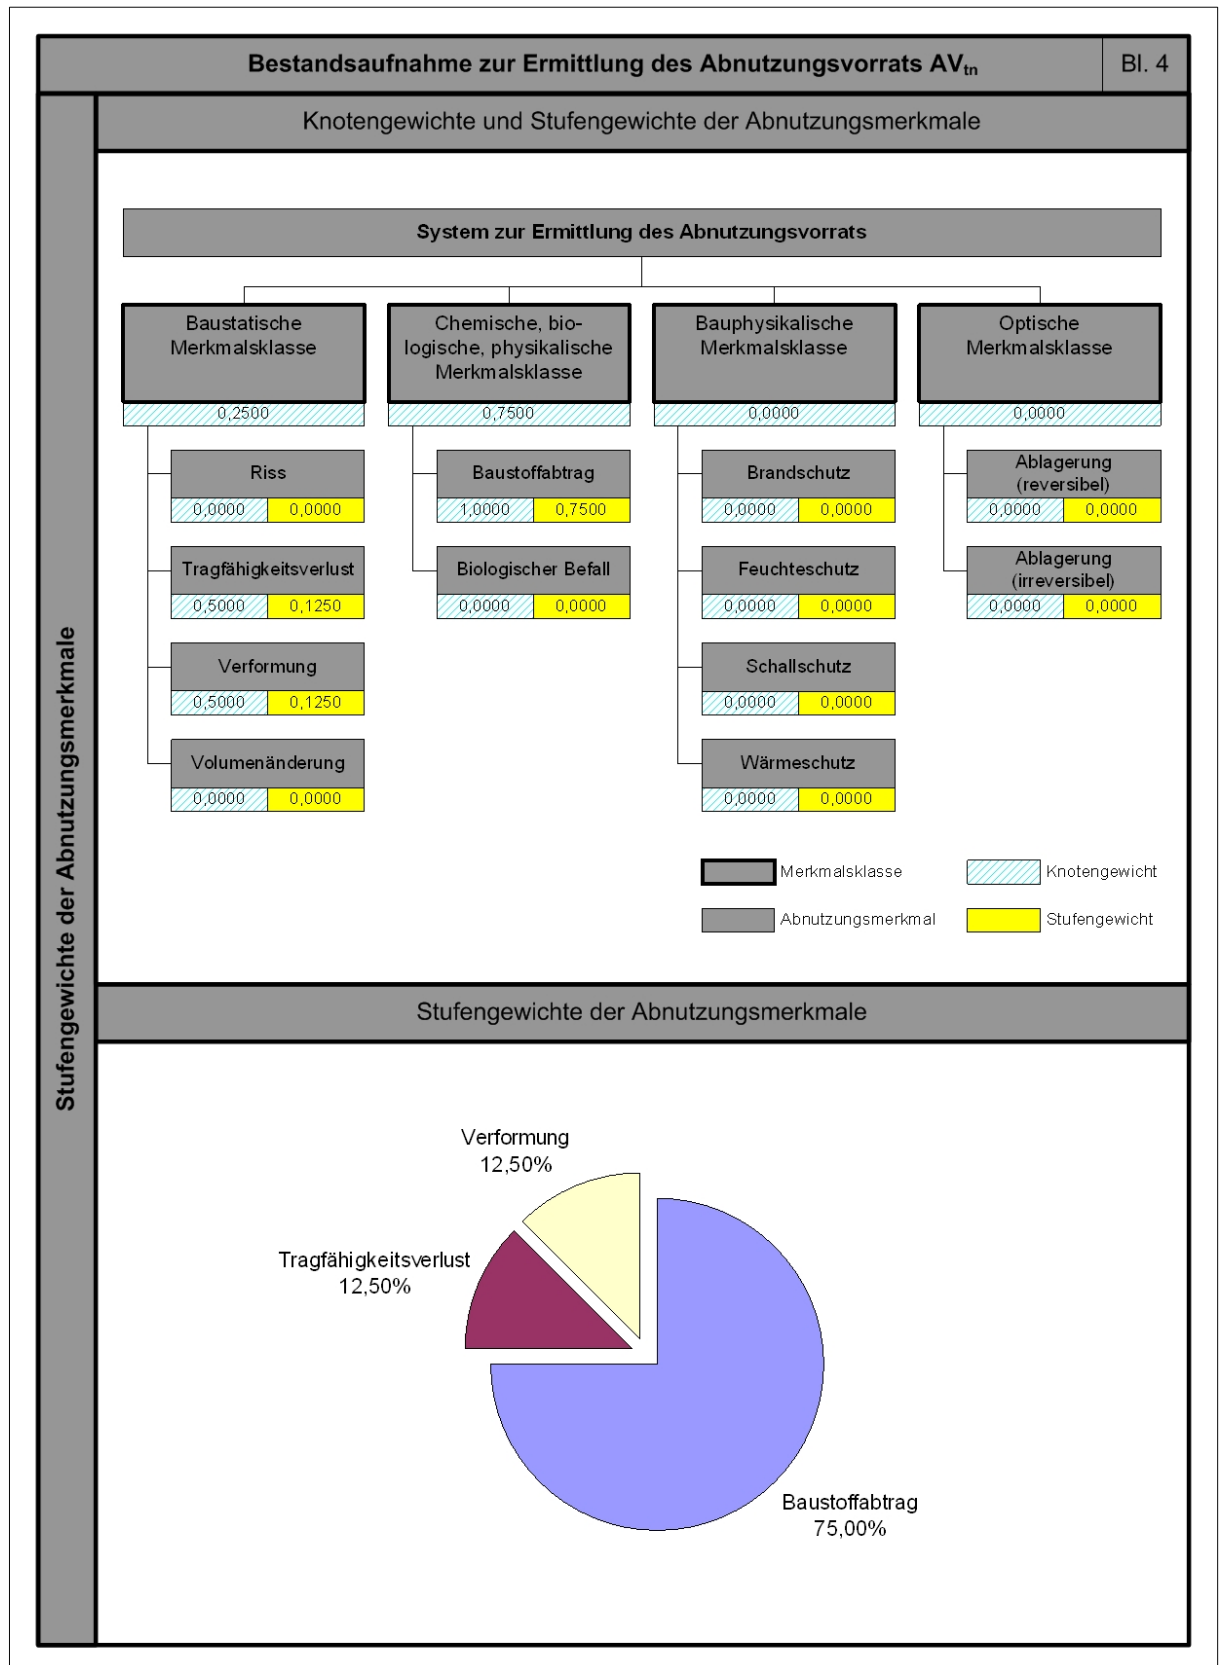 Bestandsaufnahme zur Ermittlung des Abnutzungsvorrats AVtn
Bl. 4
Stufengewichte der Abnutzungsmerkmale
Knotengewichte und Stufengewichte der Abnutzungsmerkmale
System zur Ermittlung des Abnutzungsvorrats
Baustatische
Merkmalsklasse
0,2500
Riss
0,0000 0,0000
Tragfähigkeitsverlust
0,5000 0,1250
Verformung
0,5000 0,1250
Volumenänderung
0,0000 0,0000
Chemische, bio-
logische, physikalische
Merkmalsklasse
0,7500
Baustoffabtrag
1,0000 0,7500
Biologischer Befall
0,0000 0,0000
Bauphysikalische
Merkmalsklasse
0,0000
Brandschutz
0,0000 0,0000
Feuchteschutz
0,0000 0,0000
Schallschutz
0,0000 0,0000
Wärmeschutz
0,0000 0,0000
Optische
Merkmalsklasse
0,0000
Ablagerung
(reversibel)
0,0000 0,0000
Ablagerung
(irreversibel)
0,0000 0,0000
Merkmalsklasse
Knotengewicht
Abnutzungsmerkmal
Stufengewicht
Stufengewichte der Abnutzungsmerkmale
Verformung
12,50%
Tragfähigkeitsverlust
12,50%
Baustoffabtrag
75,00%